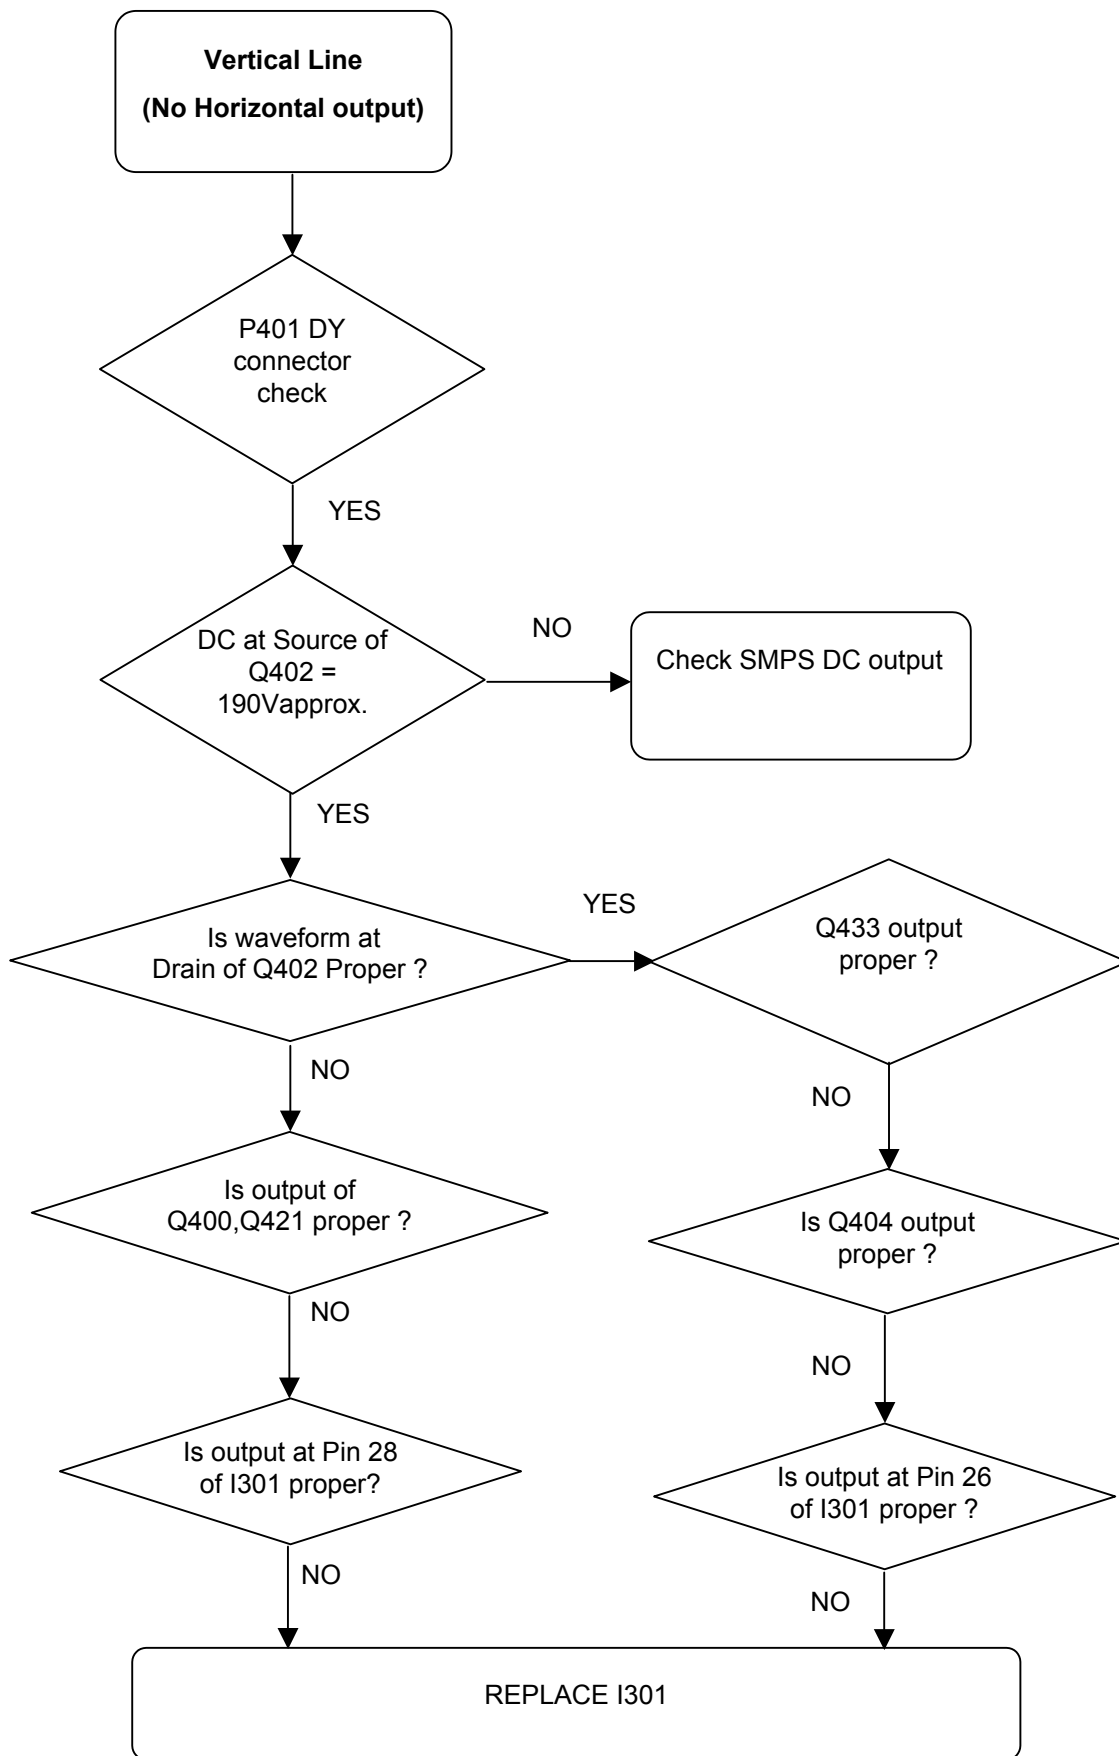 Vertical Line
(No Horizontal output)
P401 DY
connector
check
YES
DC at Source of
Q402 =
190Vapprox.
NO
Check SMPS DC output
YES
Is waveform at
Drain of Q402 Proper ?
YES
Q433 output
proper ?
NO
NO
Is output of
Q400,Q421 proper ?
Is Q404 output
proper ?
NO
NO
Is output at Pin 28
of I301 proper?
Is output at Pin 26
of I301 proper ?
NO
NO
REPLACE I301